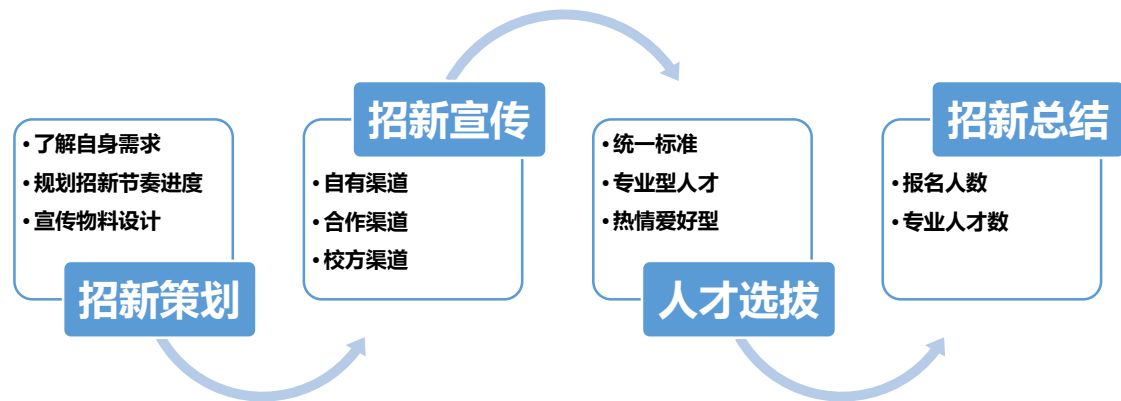 招新策划
•了解自身需求
•规划招新节奏进度
•宣传物料设计
招新宣传
•自有渠道
•合作渠道
•校方渠道
人才选拔
•统一标准
•专业型人才
•热情爱好型
招新总结
•报名人数
•专业人才数